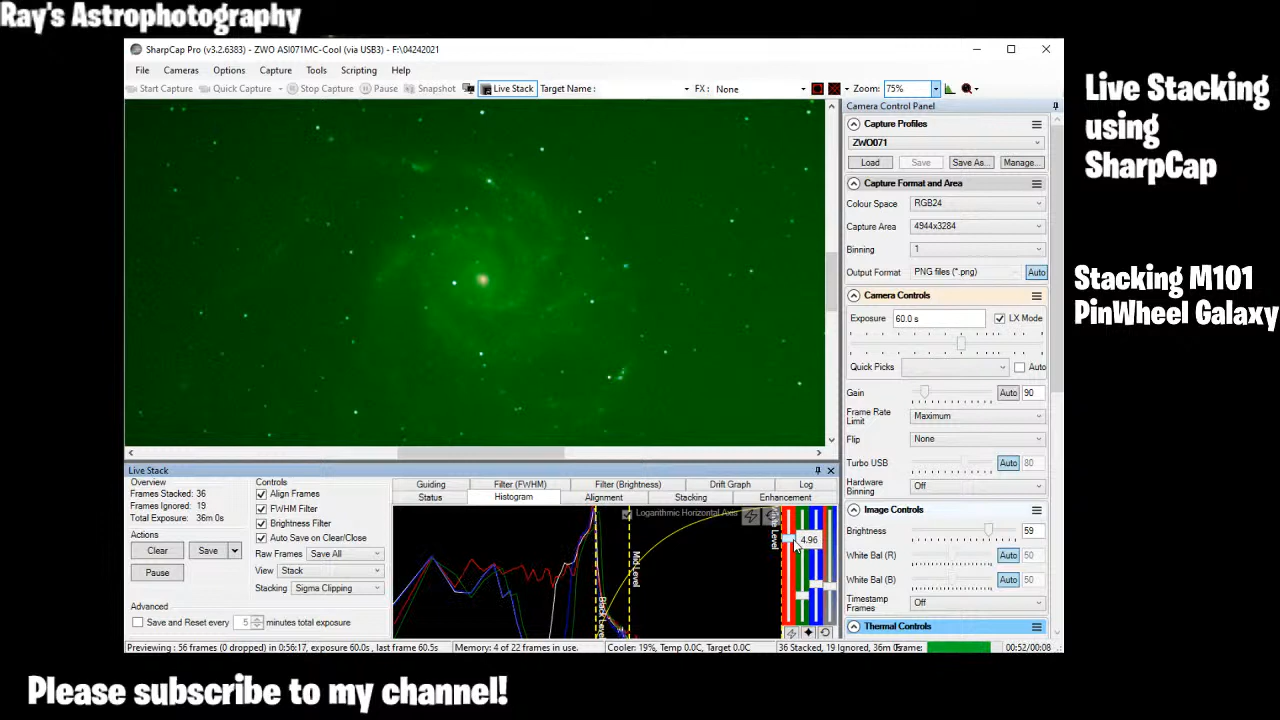 Ray's Astrophotography
SharpCap Pro (v3.2.6383) - ZWO ASI071MC-Cool (via USB3) - F:\04242021
File Cameras Options Capture Tools Scripting Help
Start Capture Quick Capture Stop Capture Pause Snapshot Live Stack Target Name : FX : None Zoom: 75%
Camera Control Panel
Capture Profiles
ZWO071
Load Save Save As... Manage...
Capture Format and Area
Colour Space RGB24
Capture Area 4944x3284
Binning 1
Output Format PNG files (*.png) Auto
Camera Controls
Exposure 60.0 s LX Mode
Quick Picks Auto
Gain Auto 90
Frame Rate Limit Maximum
Flip None
Turbo USB Auto 80
Hardware Binning Off
Image Controls
Brightness 59
White Bal (R) Auto 50
White Bal (B) Auto 50
Timestamp Frames Off
Thermal Controls
Live Stacking
using
SharpCap
Stacking M101
PinWheel Galaxy
Live Stack
Overview
Frames Stacked: 36
Frames Ignored: 19
Total Exposure: 36m 0s
Actions
Clear Save
Pause
Advanced
Save and Reset every 5 minutes total exposure
Controls
Align Frames
FWHM Filter
Brightness Filter
Auto Save on Clear/Close
Raw Frames Save All
View Stack
Stacking Sigma Clipping
Guiding Filter (FWHM) Filter (Brightness) Drift Graph Log
Status Histogram Alignment Stacking Enhancement
Logarithmic Horizontal Axis
Black Level
Mid Level
White Level
4.96
Previewing : 56 frames (0 dropped) in 0:56:17, exposure 60.0s, last frame 60.5s Memory: 4 of 22 frames in use. Cooler: 19%, Temp 0.0C, Target 0.0C 36 Stacked, 19 Ignored, 36m 0s Frame: 00:52/00:08
Please subscribe to my channel!